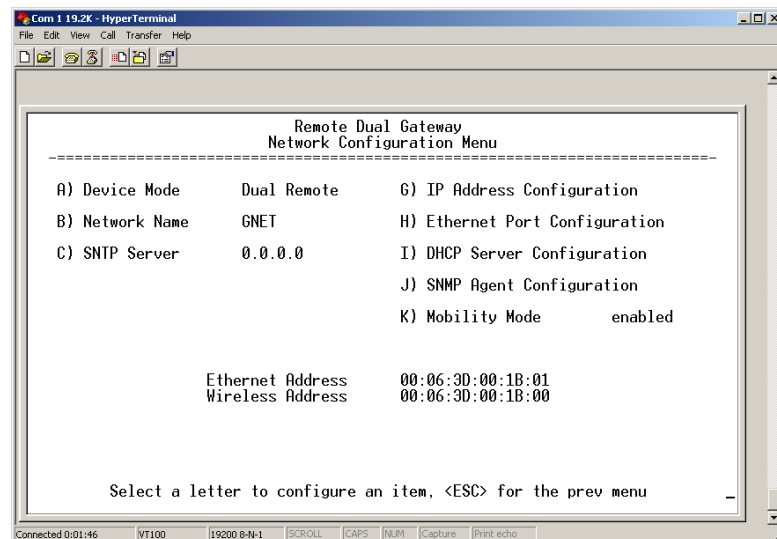 Com 1 19.2K - HyperTerminal
File Edit View Call Transfer Help
Remote Dual Gateway
Network Configuration Menu
-==========================================================================-
A) Device Mode Dual Remote G) IP Address Configuration
B) Network Name GNET H) Ethernet Port Configuration
C) SNTP Server 0.0.0.0 I) DHCP Server Configuration
J) SNMP Agent Configuration
K) Mobility Mode enabled
Ethernet Address 00:06:3D:00:1B:01
Wireless Address 00:06:3D:00:1B:00
Select a letter to configure an item, <ESC> for the prev menu _
Connected 0:01:46 VT100 19200 8-N-1 SCROLL CAPS NUM Capture Print echo